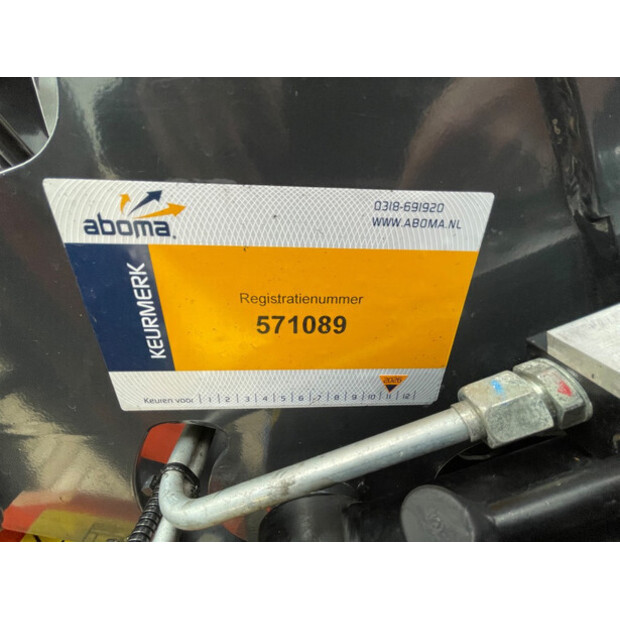 aboma.
0318-691920
WWW.ABOMA.NL
KEURMERK
Registratienummer
571089
2026
Keuren voor | 1 | 2 | 3 | 4 | 5 | 6 | 7 | 8 | 9 | 10 | 11 | 12